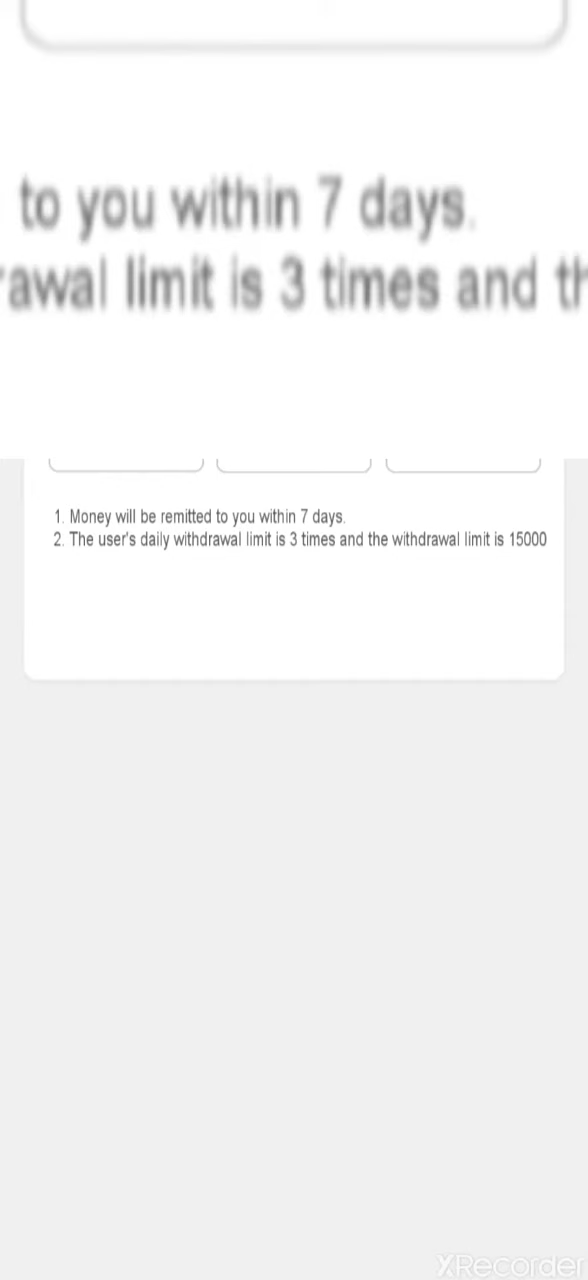 to you within 7 days.
awal limit is 3 times and th
1. Money will be remitted to you within 7 days.
2. The user's daily withdrawal limit is 3 times and the withdrawal limit is 15000
XRecorder